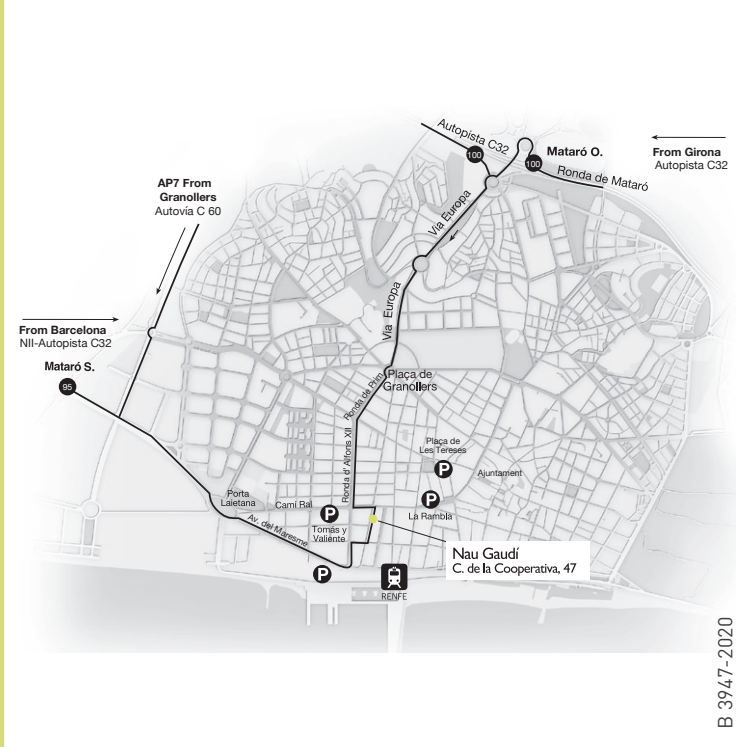 Autopista C32
100
Mataró O.
100
Ronda de Mataró
From Girona
Autopista C32
AP7 From
Granollers
Autovía C 60
Via Europa
Via Europa
From Barcelona
NII-Autopista C32
Mataró S.
95
Plaça de
Granollers
Ronda de Prim
Ronda d' Alfons XII
Plaça de
Les Tereses
P
Ajuntament
Porta
Laietana
Camí Ral
P
Tomás y
Valiente
P
La Rambla
Av. del Maresme
Nau Gaudí
C. de la Cooperativa, 47
P
RENFE
B 3947-2020